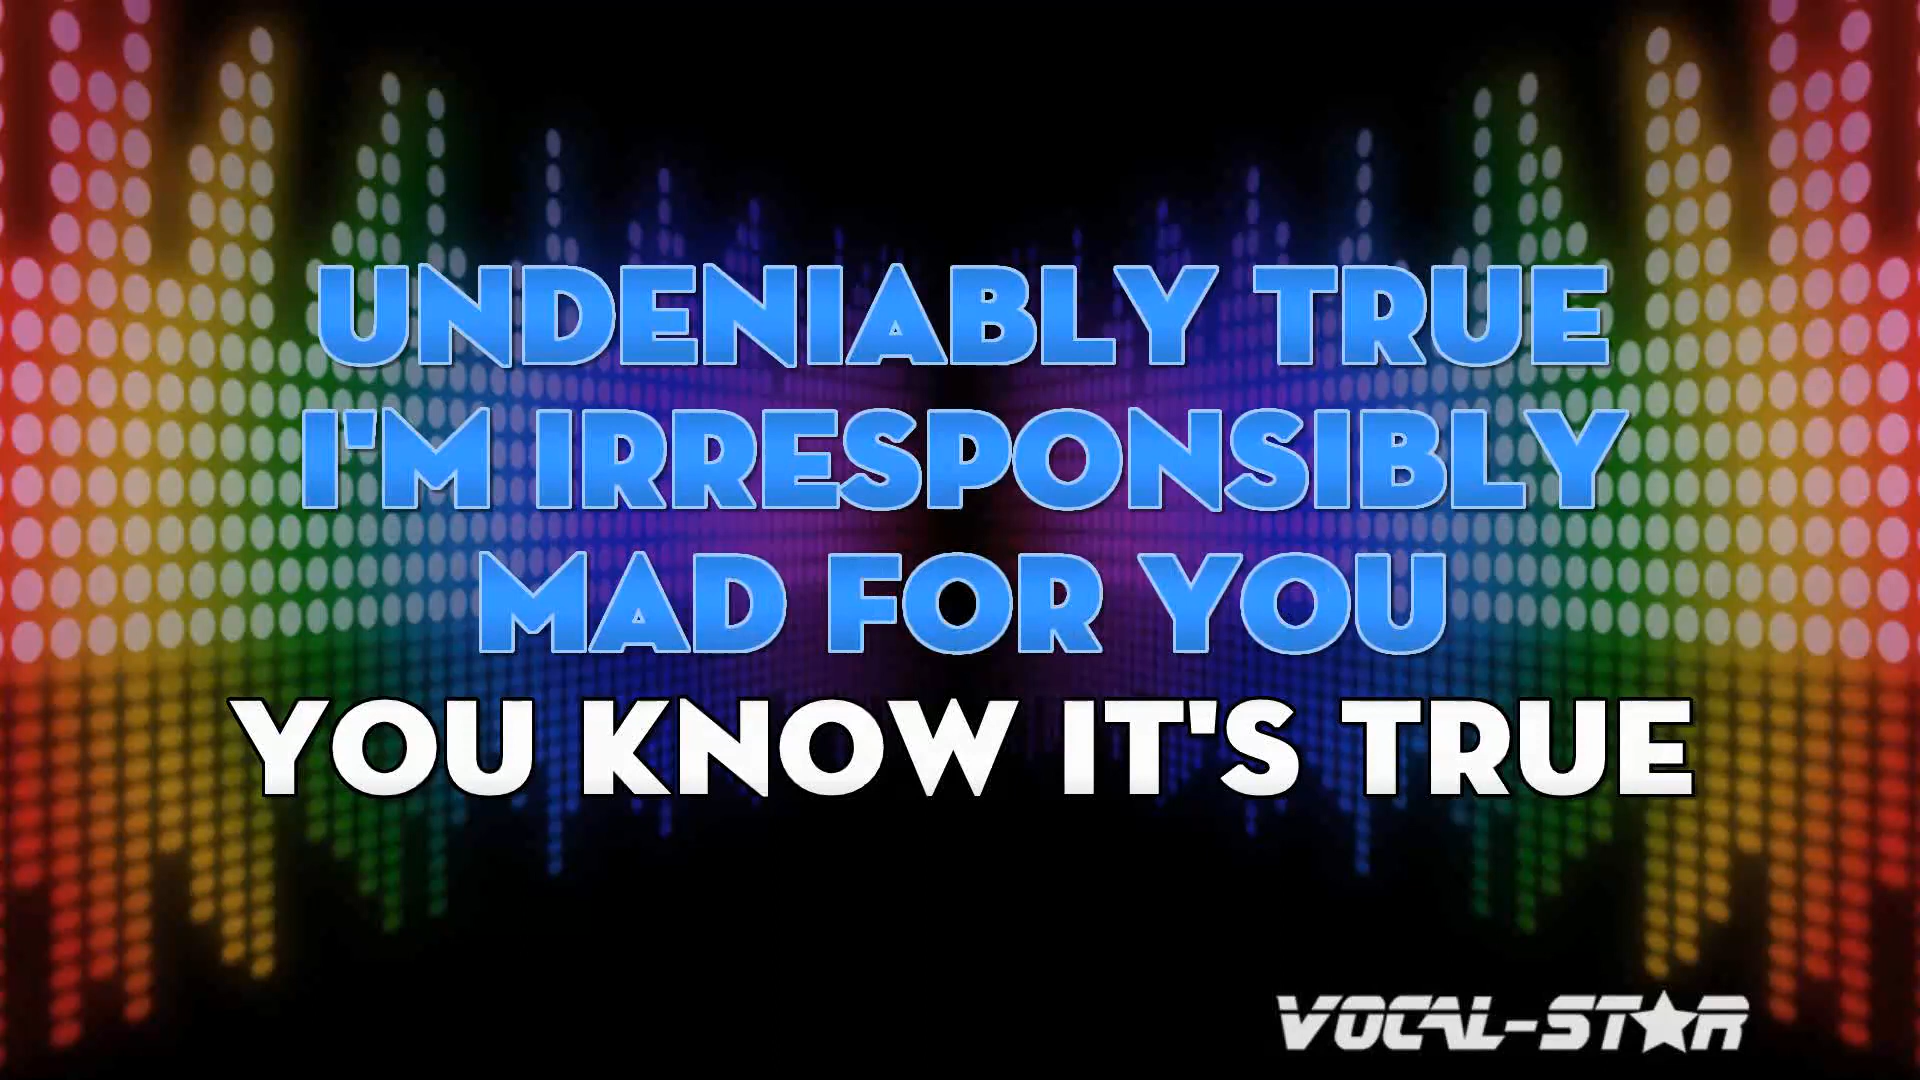 UNDENIABLY TRUE
I'M IRRESPONSIBLY
MAD FOR YOU
YOU KNOW IT'S TRUE
VOCAL-STAR